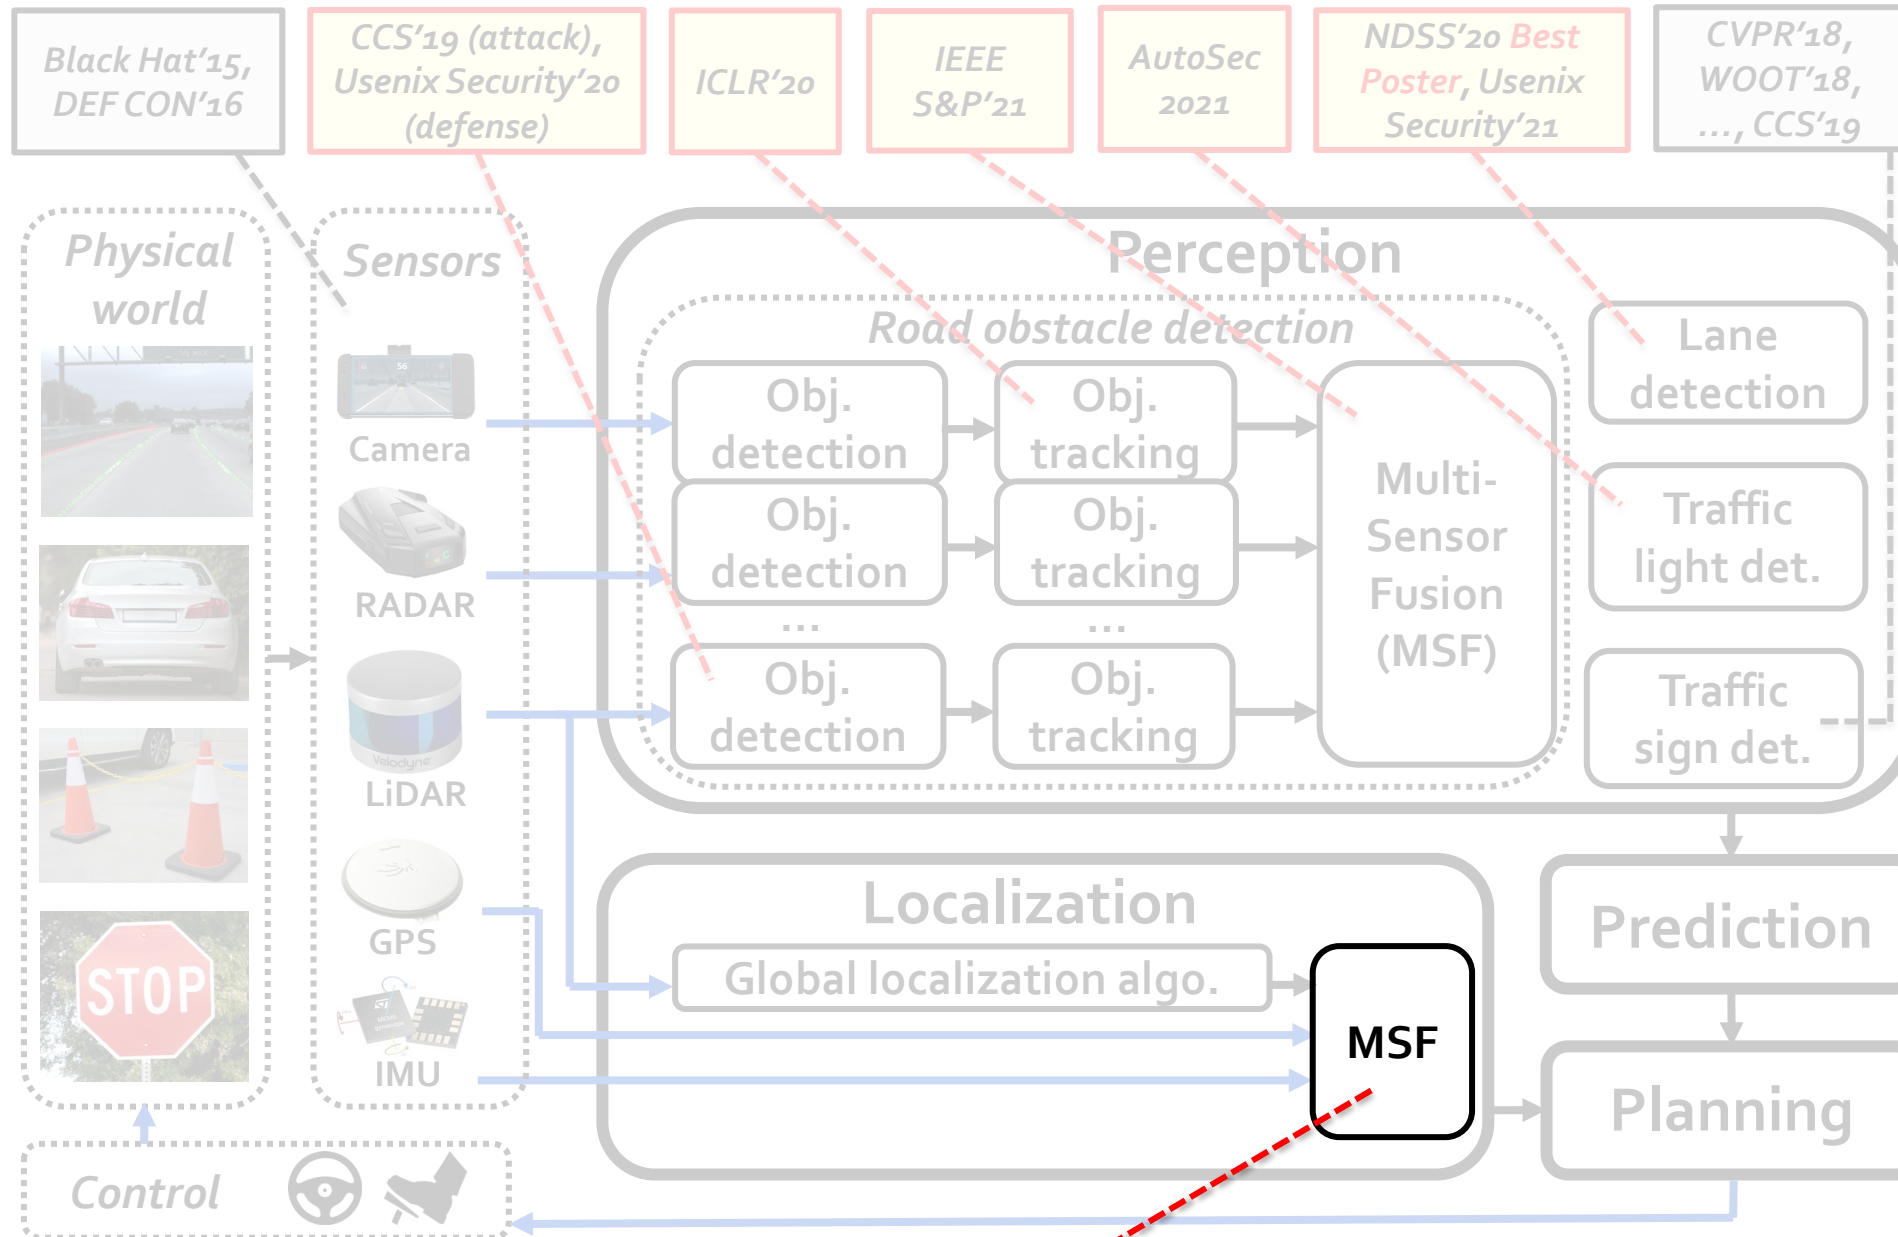 Black Hat'15,
DEF CON'16
CCS'19 (attack),
Usenix Security'20
(defense)
ICLR'20
IEEE
S&P'21
AutoSec
2021
NDSS'20 Best
Poster, Usenix
Security'21
CVPR'18,
WOOT'18,
..., CCS'19
Physical
world
STOP
Sensors
56
Camera
RADAR
Velodyne
LiDAR
GPS
IMU
Perception
Road obstacle detection
Obj.
detection
Obj.
tracking
Obj.
detection
Obj.
tracking
...
...
Obj.
detection
Obj.
tracking
Multi-
Sensor
Fusion
(MSF)
Lane
detection
Traffic
light det.
Traffic
sign det.
Localization
Global localization algo.
MSF
Prediction
Planning
Control